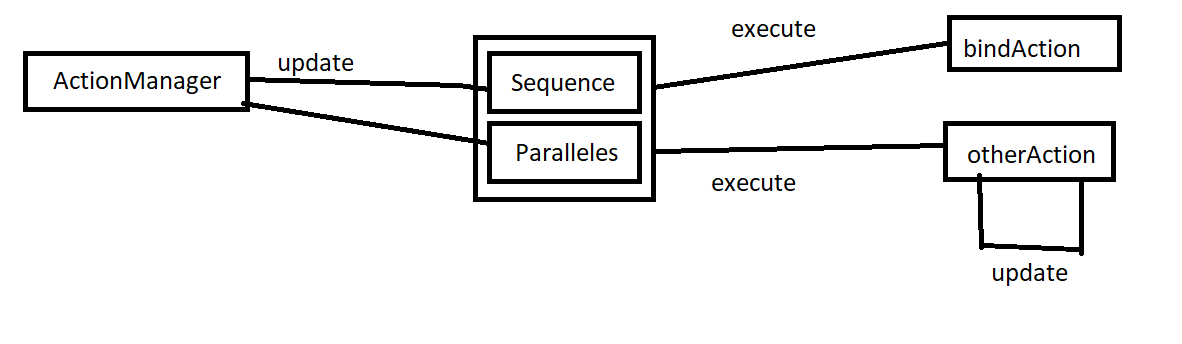 ActionManager
update
Sequence
Paralleles
execute
bindAction
execute
otherAction
update